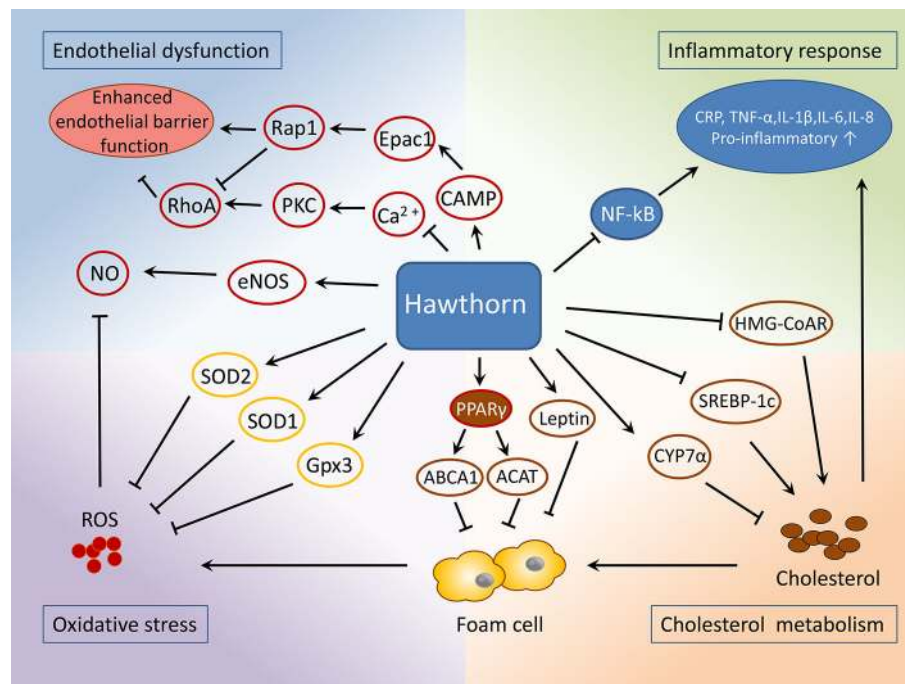 Endothelial dysfunction
Inflammatory response
Enhanced
endothelial barrier
function
Rap1
Epac1
CRP, TNF-α,IL-1β,IL-6,IL-8
Pro-inflammatory ↑
RhoA
PKC
Ca²⁺
CAMP
NF-kB
NO
eNOS
Hawthorn
HMG-CoAR
SOD2
SOD1
Gpx3
PPARγ
Leptin
SREBP-1c
CYP7α
ABCA1
ACAT
ROS
Cholesterol
Foam cell
Oxidative stress
Cholesterol metabolism